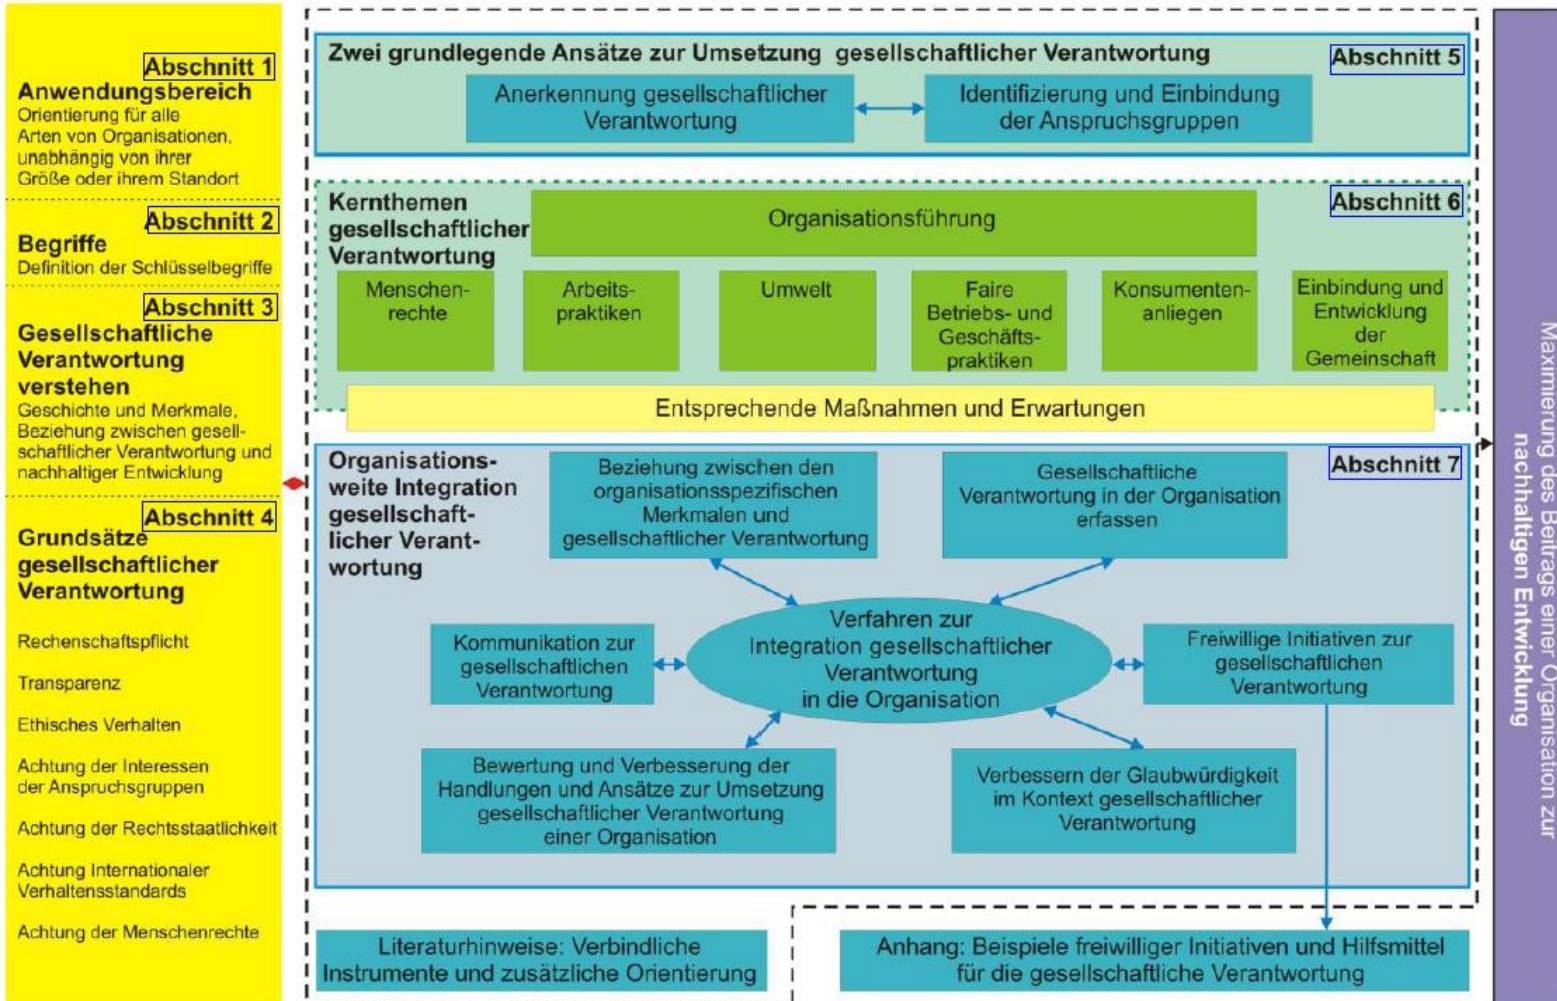 Abschnitt 1
Anwendungsbereich
Orientierung für alle
Arten von Organisationen,
unabhängig von ihrer
Größe oder ihrem Standort
Abschnitt 2
Begriffe
Definition der Schlüsselbegriffe
Abschnitt 3
Gesellschaftliche
Verantwortung
verstehen
Geschichte und Merkmale,
Beziehung zwischen gesell-
schaftlicher Verantwortung und
nachhaltiger Entwicklung
Abschnitt 4
Grundsätze
gesellschaftlicher
Verantwortung
Rechenschaftspflicht
Transparenz
Ethisches Verhalten
Achtung der Interessen
der Anspruchsgruppen
Achtung der Rechtsstaatlichkeit
Achtung Internationaler
Verhaltensstandards
Achtung der Menschenrechte
Zwei grundlegende Ansätze zur Umsetzung gesellschaftlicher Verantwortung
Abschnitt 5
Anerkennung gesellschaftlicher
Verantwortung
Identifizierung und Einbindung
der Anspruchsgruppen
Kernthemen
gesellschaftlicher
Verantwortung
Abschnitt 6
Organisationsführung
Menschen-
rechte
Arbeits-
praktiken
Umwelt
Faire
Betriebs- und
Geschäfts-
praktiken
Konsumenten-
anliegen
Einbindung und
Entwicklung
der
Gemeinschaft
Entsprechende Maßnahmen und Erwartungen
Organisations-
weite Integration
gesellschaft-
licher Verant-
wortung
Abschnitt 7
Beziehung zwischen den
organisationsspezifischen
Merkmalen und
gesellschaftlicher Verantwortung
Gesellschaftliche
Verantwortung in der Organisation
erfassen
Kommunikation zur
gesellschaftlichen
Verantwortung
Verfahren zur
Integration gesellschaftlicher
Verantwortung
in die Organisation
Freiwillige Initiativen zur
gesellschaftlichen
Verantwortung
Bewertung und Verbesserung der
Handlungen und Ansätze zur Umsetzung
gesellschaftlicher Verantwortung
einer Organisation
Verbessern der Glaubwürdigkeit
im Kontext gesellschaftlicher
Verantwortung
Literaturhinweise: Verbindliche
Instrumente und zusätzliche Orientierung
Anhang: Beispiele freiwilliger Initiativen und Hilfsmittel
für die gesellschaftliche Verantwortung
Maximierung des Beitrags einer Organisation zur
nachhaltigen Entwicklung